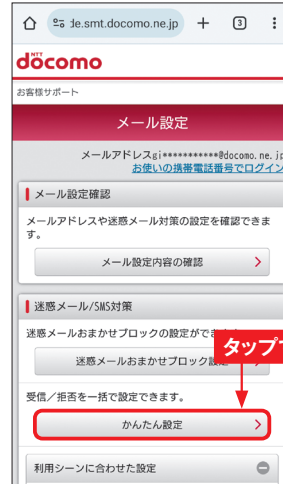 de.smt.docomo.ne.jp
3
NTT
docomo
お客様サポート
メール設定
メールアドレスgi***********@docomo.ne.jp
お使いの携帯電話番号でログイン
メール設定確認
メールアドレスや迷惑メール対策の設定を確認できま
す。
メール設定内容の確認
迷惑メール/SMS対策
迷惑メールおまかせブロックの設定がで
タップ
迷惑メールおまかせブロック設
受信/拒否を一括で設定できます。
かんたん設定
利用シーンに合わせた設定